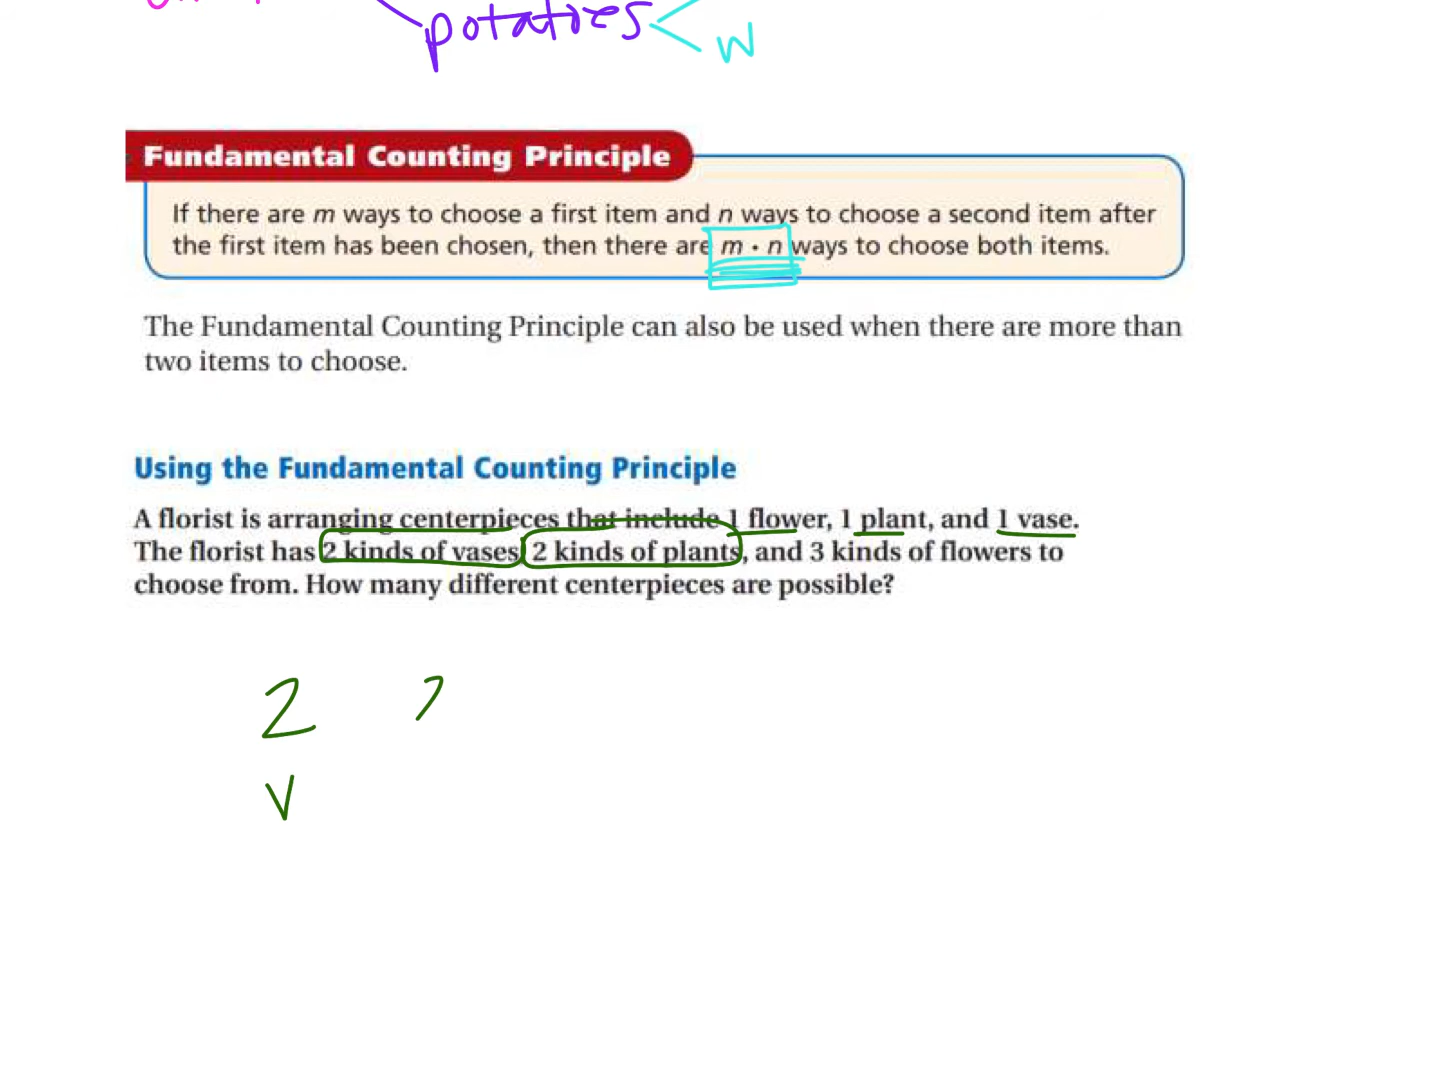 potatoes
W
Fundamental Counting Principle
If there are m ways to choose a first item and n ways to choose a second item after
the first item has been chosen, then there are m · n ways to choose both items.
The Fundamental Counting Principle can also be used when there are more than
two items to choose.
Using the Fundamental Counting Principle
A florist is arranging centerpieces that include 1 flower, 1 plant, and 1 vase.
The florist has 2 kinds of vases, 2 kinds of plants, and 3 kinds of flowers to
choose from. How many different centerpieces are possible?
2
V